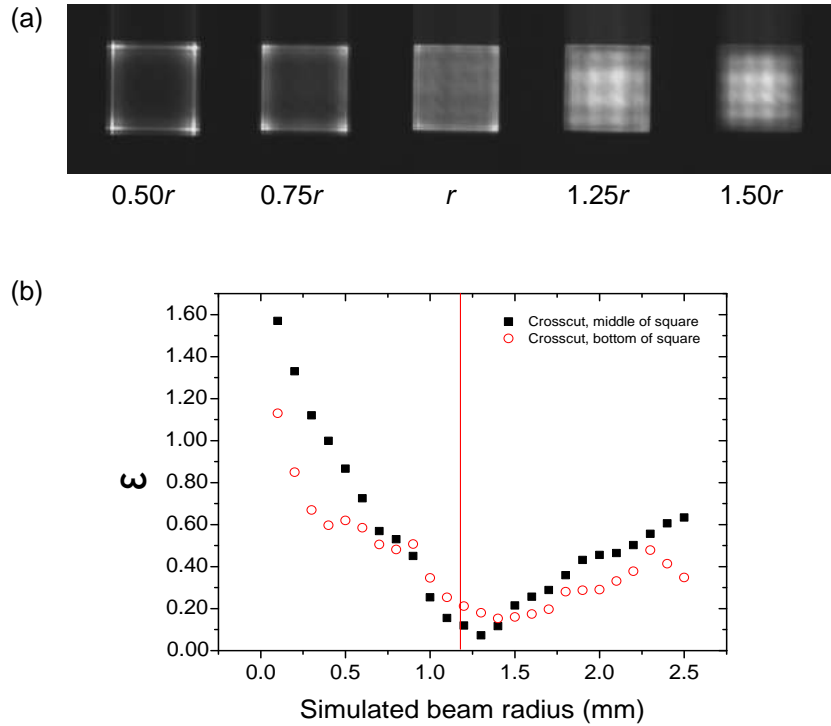 (a)
0.50r 0.75r r 1.25r 1.50r
(b)
1.60
1.40
1.20
1.00
0.80
0.60
0.40
0.20
0.00
ε
Crosscut, middle of square
Crosscut, bottom of square
0.0 0.5 1.0 1.5 2.0 2.5
Simulated beam radius (mm)